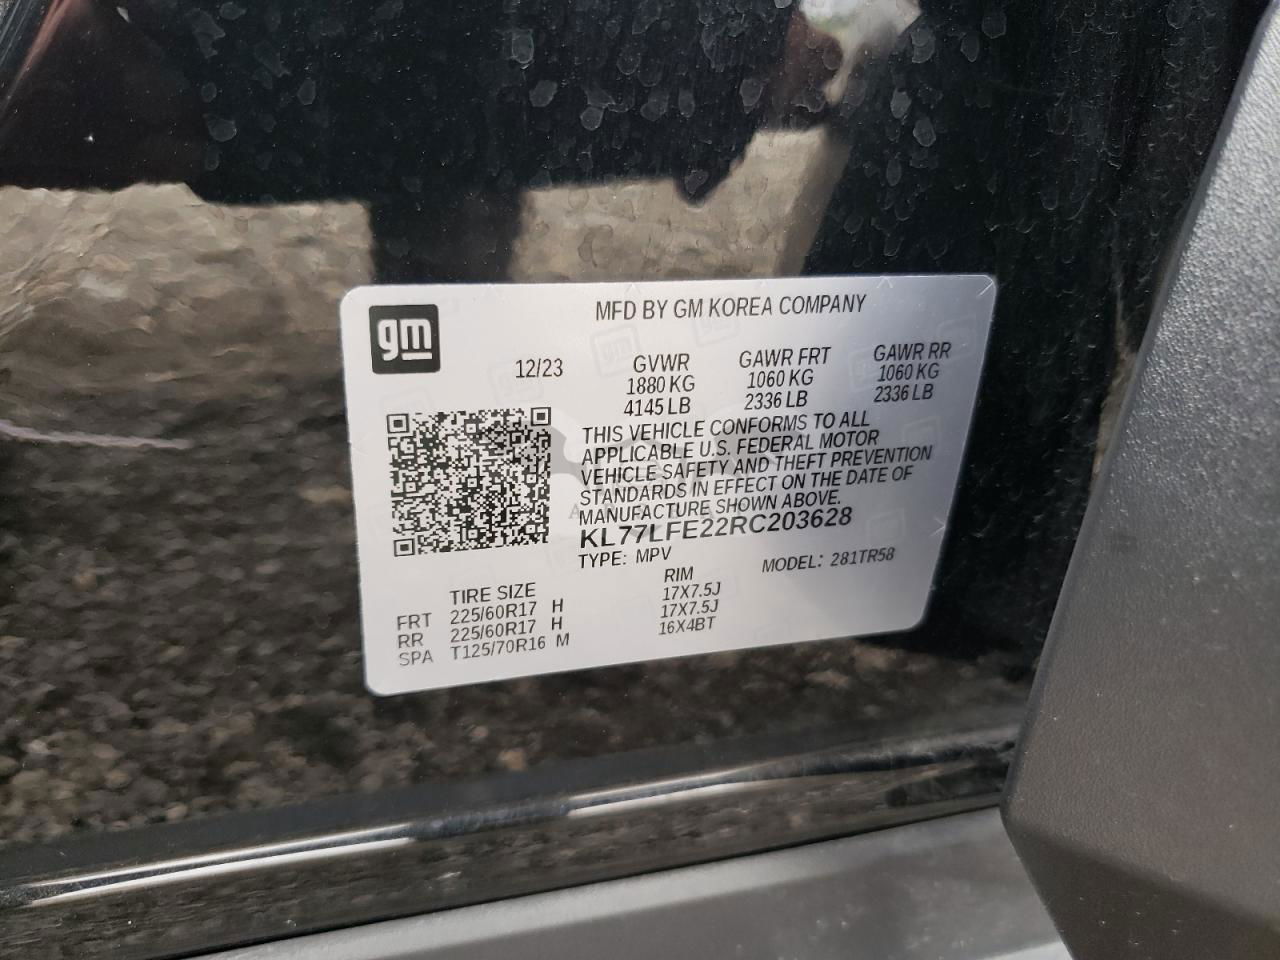 gm
MFD BY GM KOREA COMPANY
12/23 GVWR GAWR FRT GAWR RR
1880 KG 1060 KG 1060 KG
4145 LB 2336 LB 2336 LB
THIS VEHICLE CONFORMS TO ALL
APPLICABLE U.S. FEDERAL MOTOR
VEHICLE SAFETY AND THEFT PREVENTION
STANDARDS IN EFFECT ON THE DATE OF
MANUFACTURE SHOWN ABOVE.
KL77LFE22RC203628
TYPE: MPV MODEL: 281TR58
TIRE SIZE RIM
FRT 225/60R17 H 17X7.5J
RR 225/60R17 H 17X7.5J
SPA T125/70R16 M 16X4BT